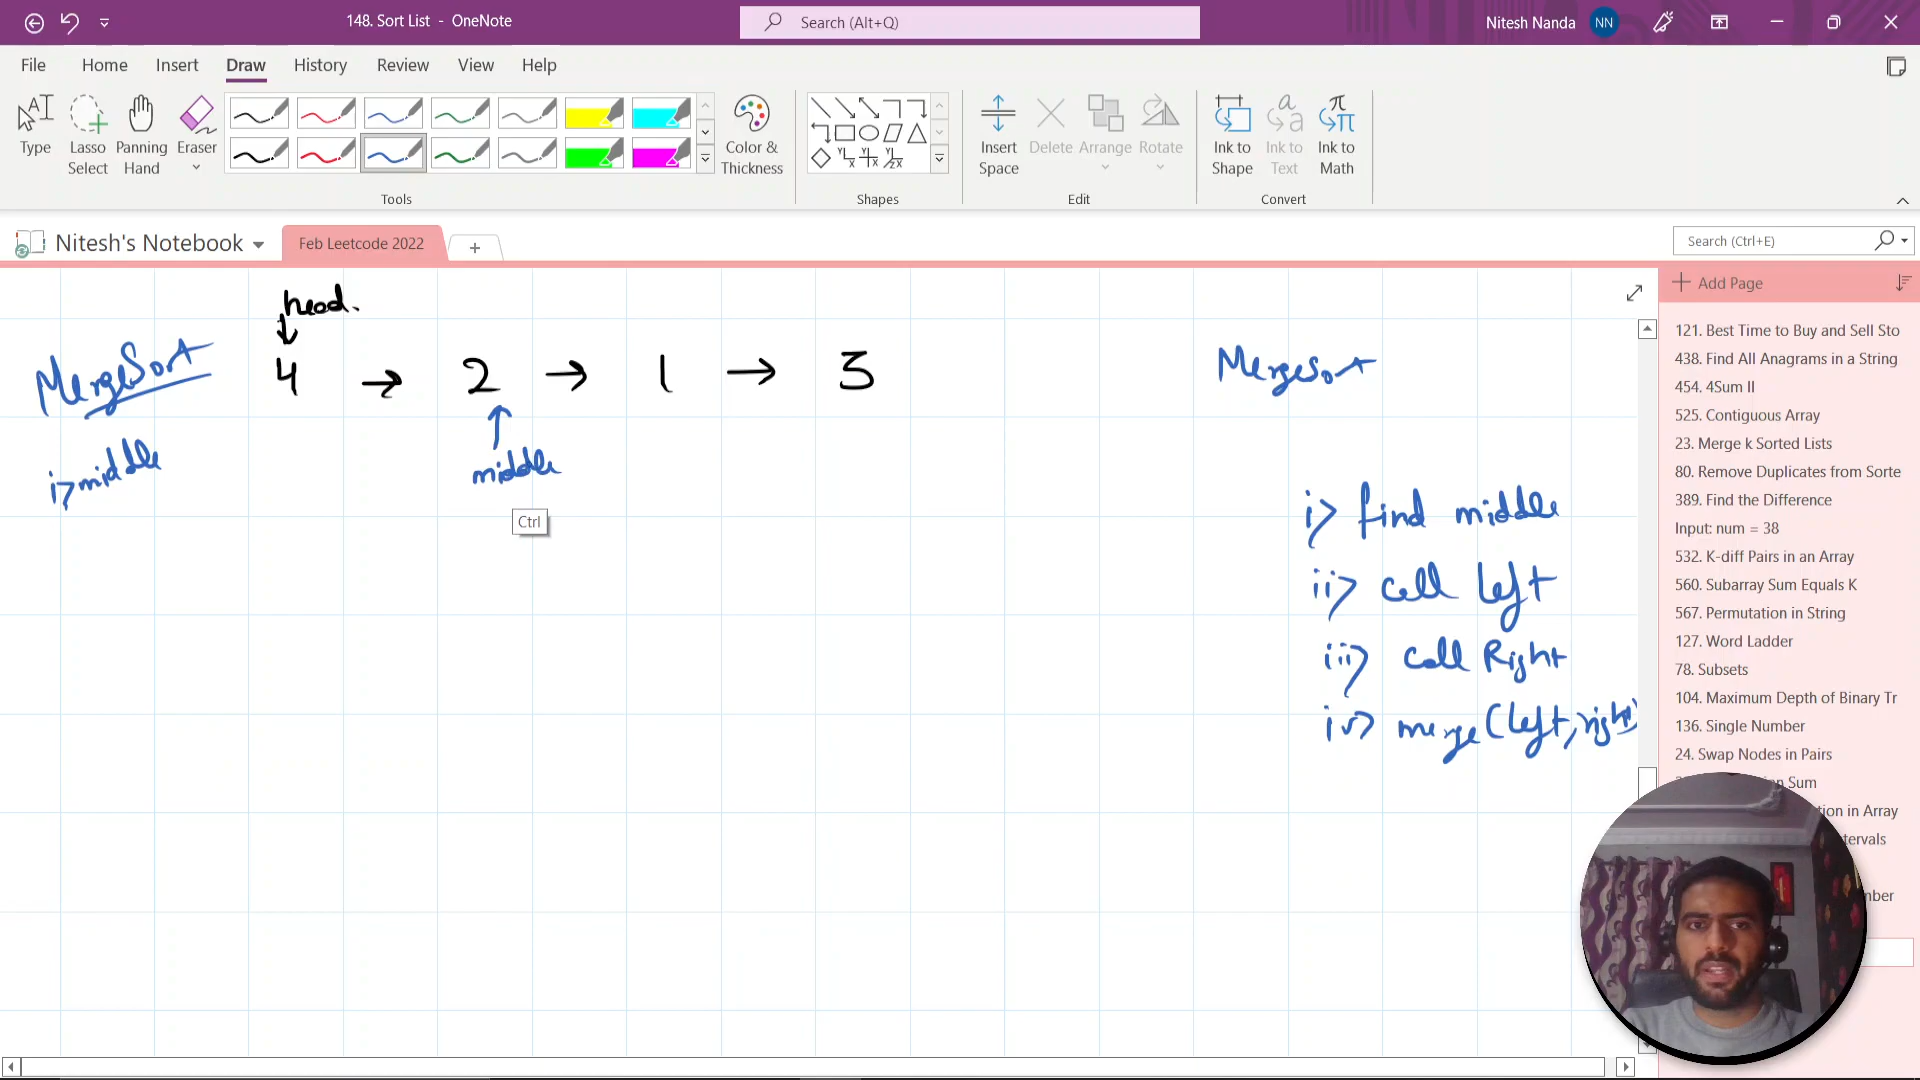 148. Sort List - OneNote
Search (Alt+Q)
Nitesh Nanda
NN
File Home Insert Draw History Review View Help
Type
Lasso Select
Panning Hand
Eraser
Color & Thickness
Insert Space
Delete
Arrange
Rotate
Ink to Shape
Ink to Text
Ink to Math
Tools
Shapes
Edit
Convert
Nitesh's Notebook
Feb Leetcode 2022
Search (Ctrl+E)
head.
MergeSort
4 → 2 → 1 → 3
i> middle
middle
Ctrl
MergeSort
i> find middle
ii> call left
iii> call Right
iv> merge(left, right)
Add Page
121. Best Time to Buy and Sell Sto
438. Find All Anagrams in a String
454. 4Sum II
525. Contiguous Array
23. Merge k Sorted Lists
80. Remove Duplicates from Sorte
389. Find the Difference
Input: num = 38
532. K-diff Pairs in an Array
560. Subarray Sum Equals K
567. Permutation in String
127. Word Ladder
78. Subsets
104. Maximum Depth of Binary Tr
136. Single Number
24. Swap Nodes in Pairs
Sum
tion in Array
tervals
mber